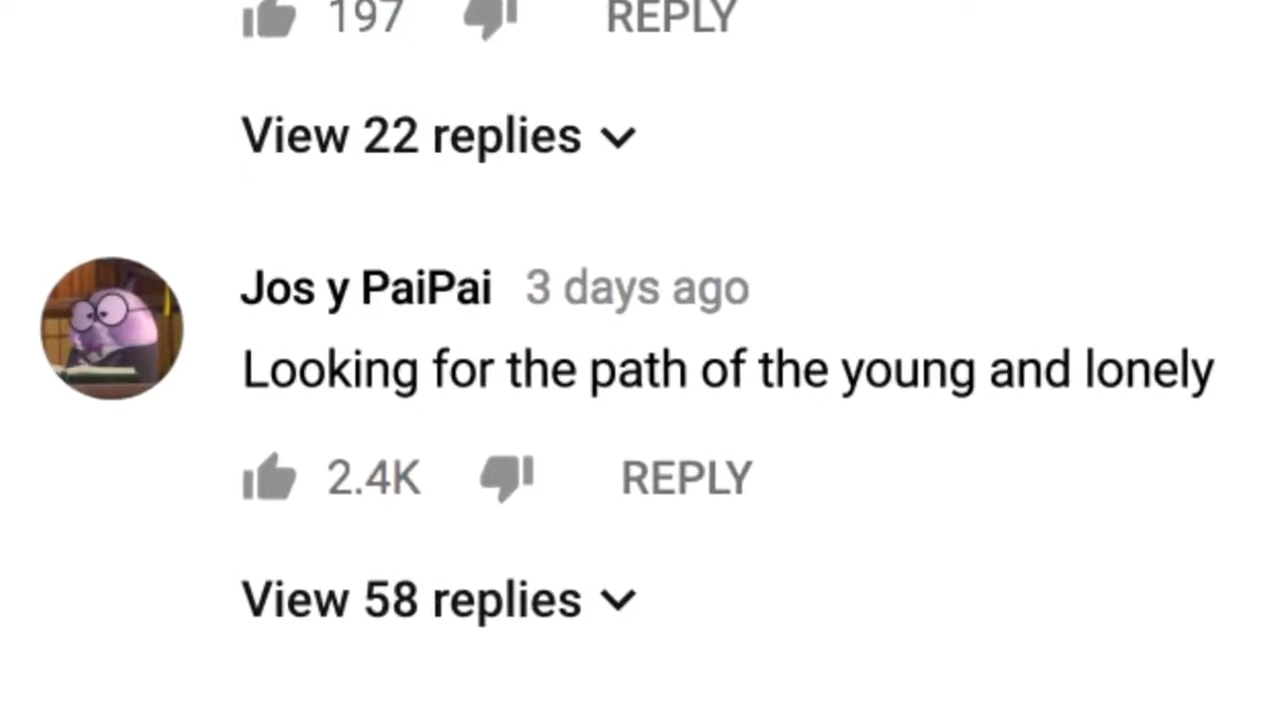 197 REPLY
View 22 replies
Jos y PaiPai 3 days ago
Looking for the path of the young and lonely
2.4K REPLY
View 58 replies